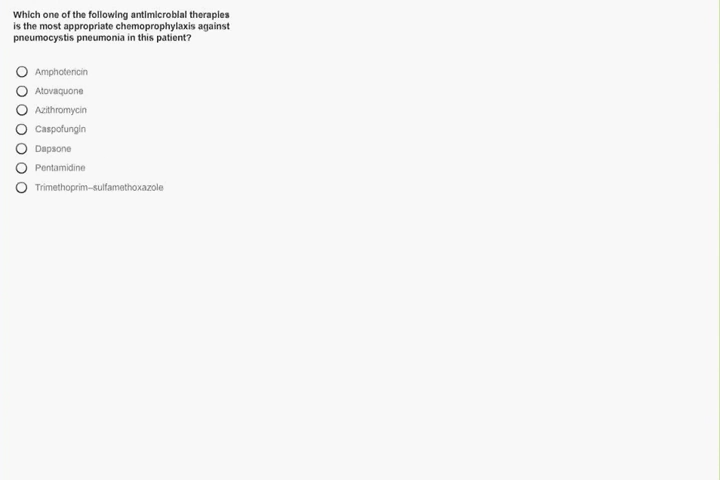 Which one of the following antimicrobial therapies
is the most appropriate chemoprophylaxis against
pneumocystis pneumonia in this patient?
Amphotericin
Atovaquone
Azithromycin
Caspofungin
Dapsone
Pentamidine
Trimethoprim–sulfamethoxazole